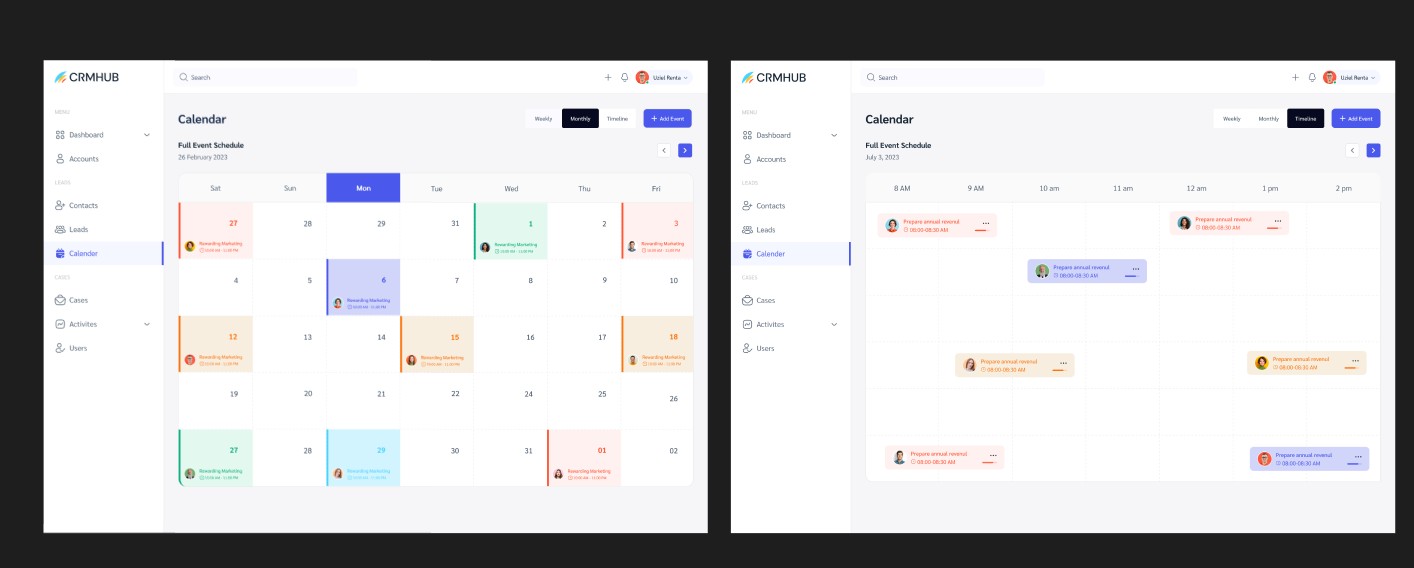 CRMHUB
Search
Uziel Renta
MENU
Dashboard
Accounts
LEADS
Contacts
Leads
Calender
CASES
Cases
Activites
Users
Calendar
Weekly Monthly Timeline
+ Add Event
Full Event Schedule
26 February 2023
Sat Sun Mon Tue Wed Thu Fri
27 28 29 31 1 2 3
Rewarding Marketing Rewarding Marketing Rewarding Marketing
10:00 AM - 11:00 PM 10:00 AM - 11:00 PM 10:00 AM - 11:00 PM
4 5 6 7 8 9 10
Rewarding Marketing
10:00 AM - 11:00 PM
12 13 14 15 16 17 18
Rewarding Marketing Rewarding Marketing Rewarding Marketing
10:00 AM - 11:00 PM 10:00 AM - 11:00 PM 10:00 AM - 11:00 PM
19 20 21 22 24 25 26
27 28 29 30 31 01 02
Rewarding Marketing Rewarding Marketing Rewarding Marketing
10:00 AM - 11:00 PM 10:00 AM - 11:00 PM 10:00 AM - 11:00 PM
CRMHUB
Search
Uziel Renta
MENU
Dashboard
Accounts
LEADS
Contacts
Leads
Calender
CASES
Cases
Activites
Users
Calendar
Weekly Monthly Timeline
+ Add Event
Full Event Schedule
July 3, 2023
8 AM 9 AM 10 am 11 am 12 am 1 pm 2 pm
Prepare annual revenul
08:00-08:30 AM
Prepare annual revenul
08:00-08:30 AM
Prepare annual revenul
08:00-08:30 AM
Prepare annual revenul
08:00-08:30 AM
Prepare annual revenul
08:00-08:30 AM
Prepare annual revenul
08:00-08:30 AM
Prepare annual revenul
08:00-08:30 AM